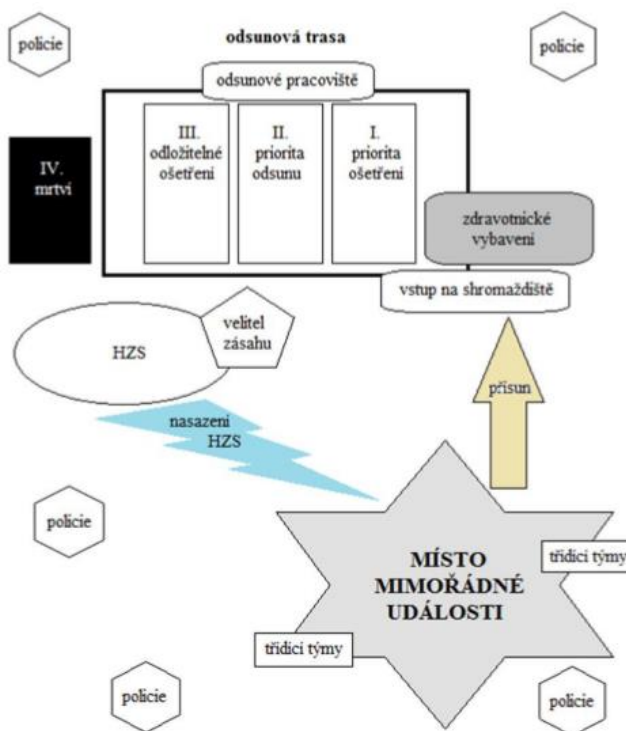 policie
odsunová trasa
policie
odsunové pracoviště
IV.
mrtví
III.
odložitelné
ošetření
II.
priorita
odsunu
I.
priorita
ošetření
zdravotnické
vybavení
vstup na shromaždiště
HZS
velitel
zásahu
přísun
nasazení
HZS
policie
MÍSTO
MIMOŘÁDNÉ
UDÁLOSTI
třídící týmy
třídící týmy
policie
policie